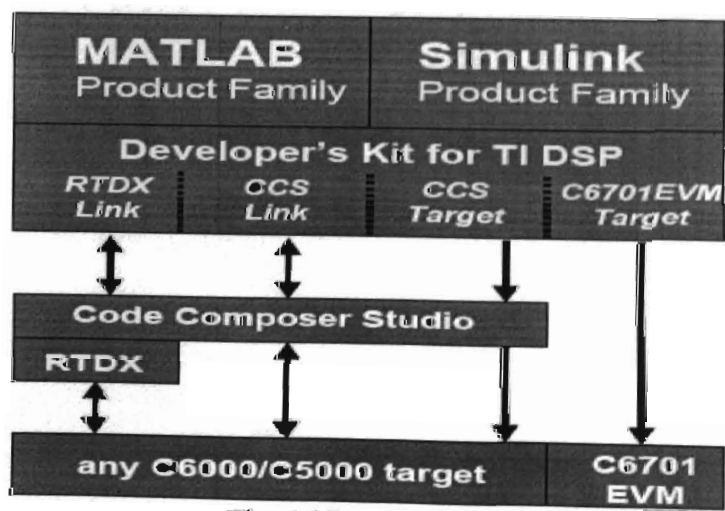 MATLAB
Product Family
Simulink
Product Family
Developer's Kit for TI DSP
RTDX
Link
CCS
Link
CCS
Target
C6701EVM
Target
Code Composer Studio
RTDX
any C6000/C5000 target
C6701
EVM